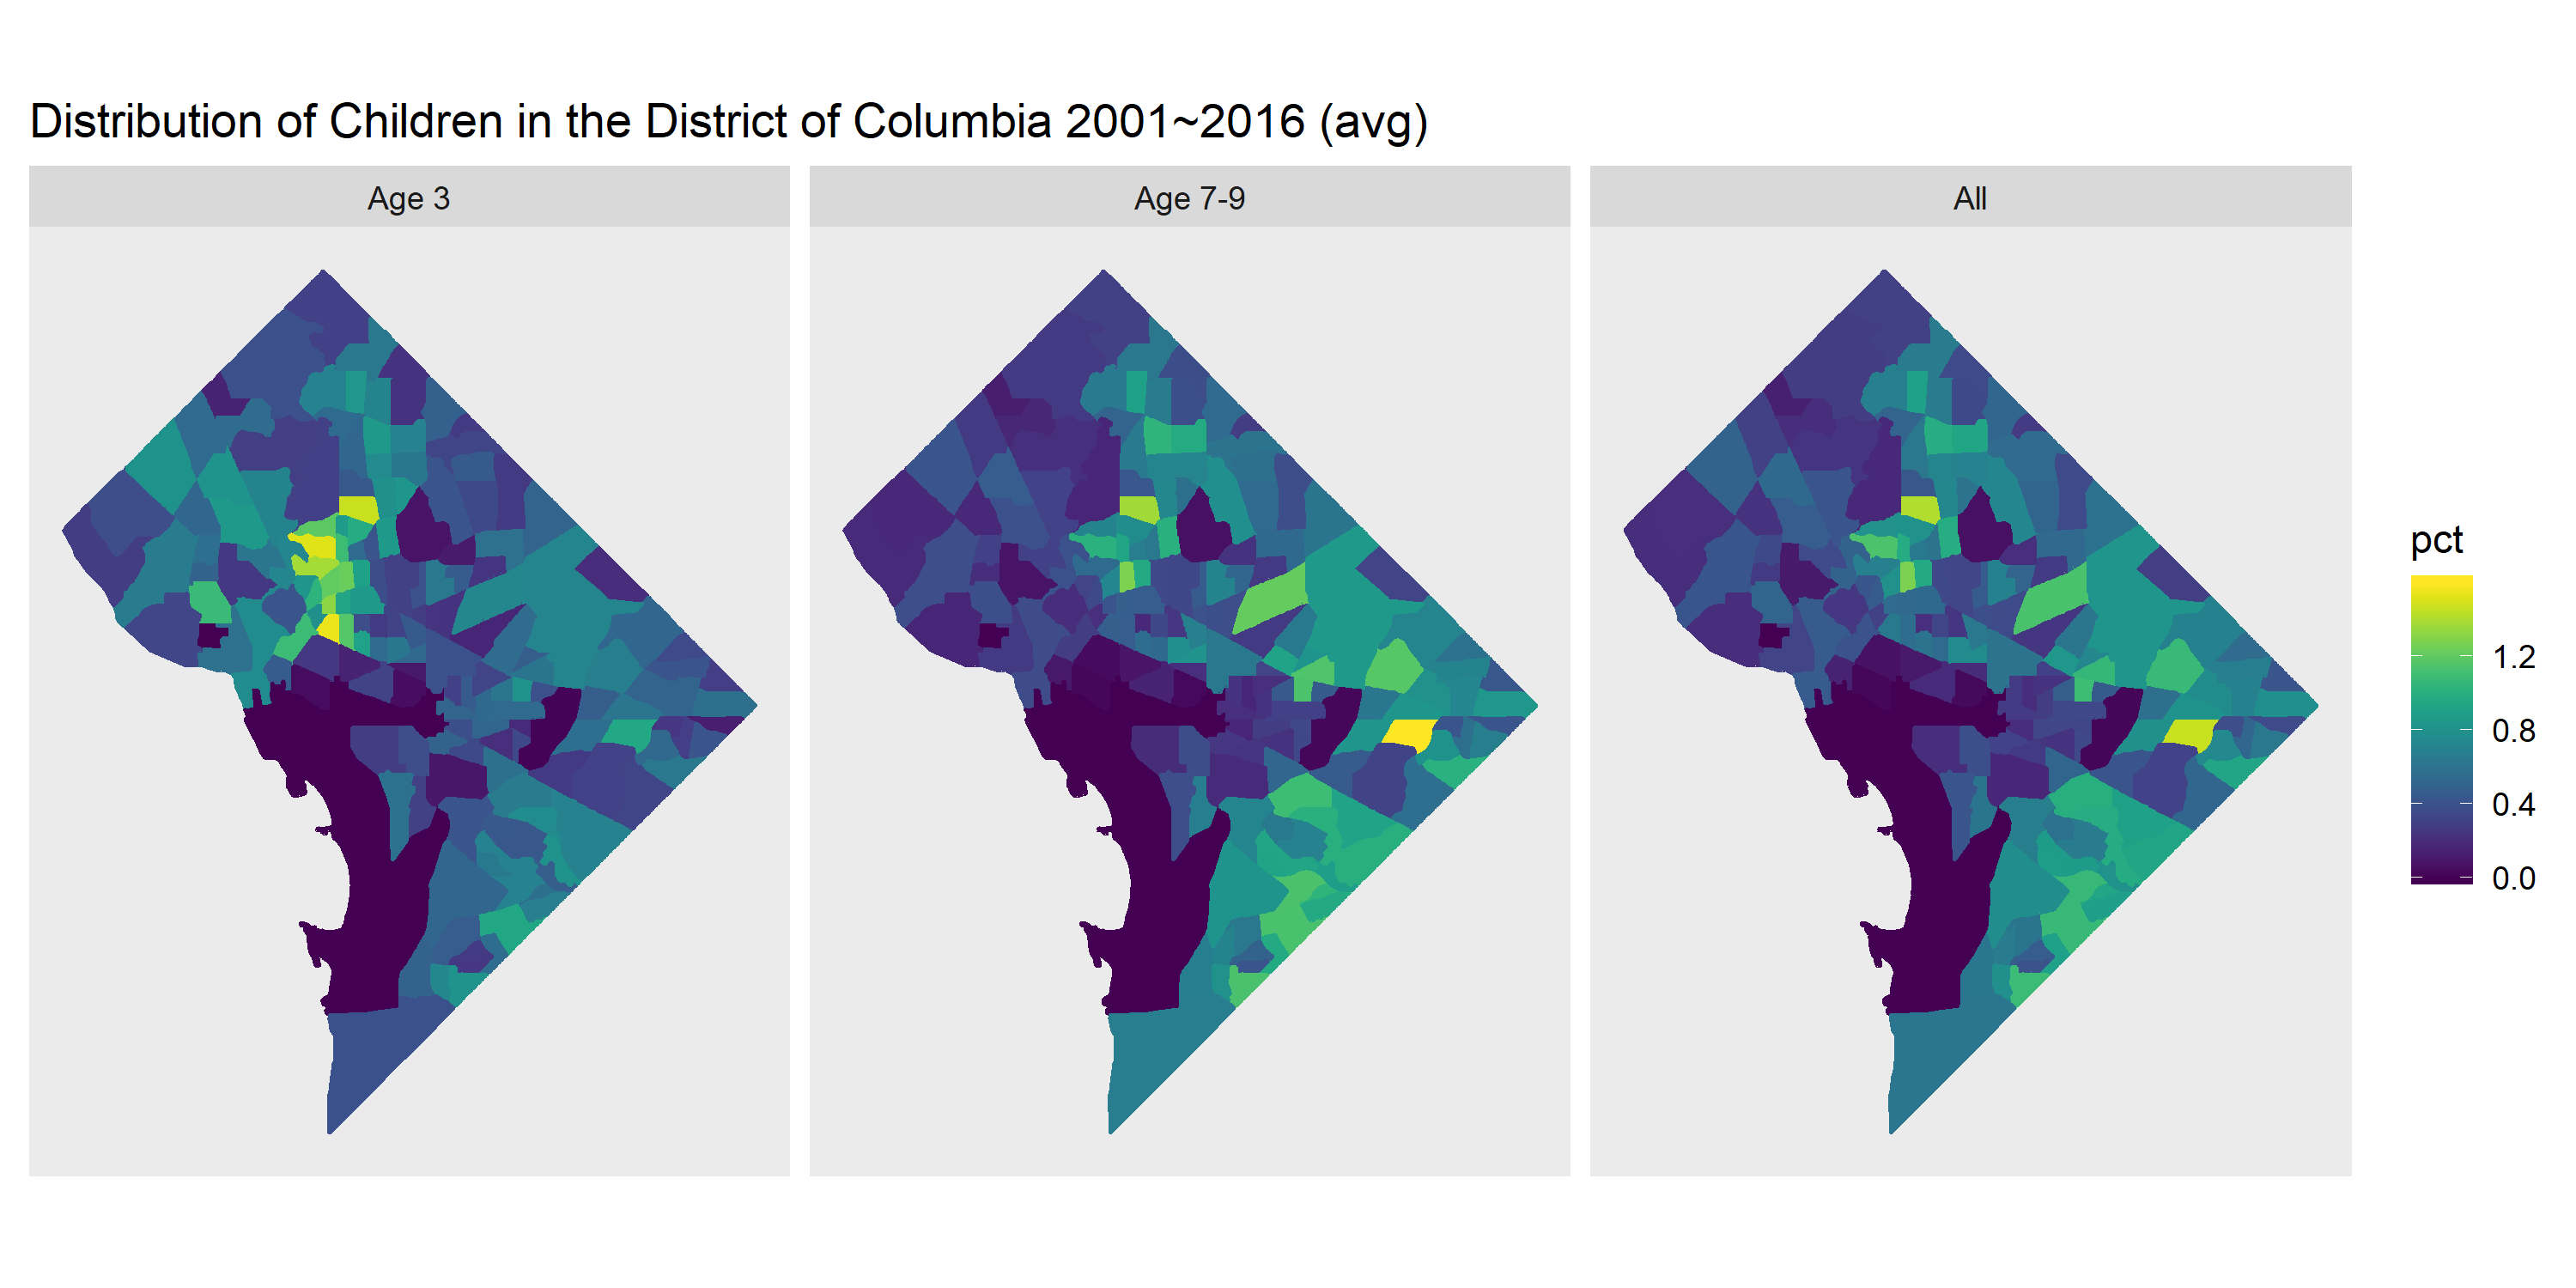 Distribution of Children in the District of Columbia 2001~2016 (avg)
Age 3
Age 7-9
All
pct
1.2
0.8
0.4
0.0